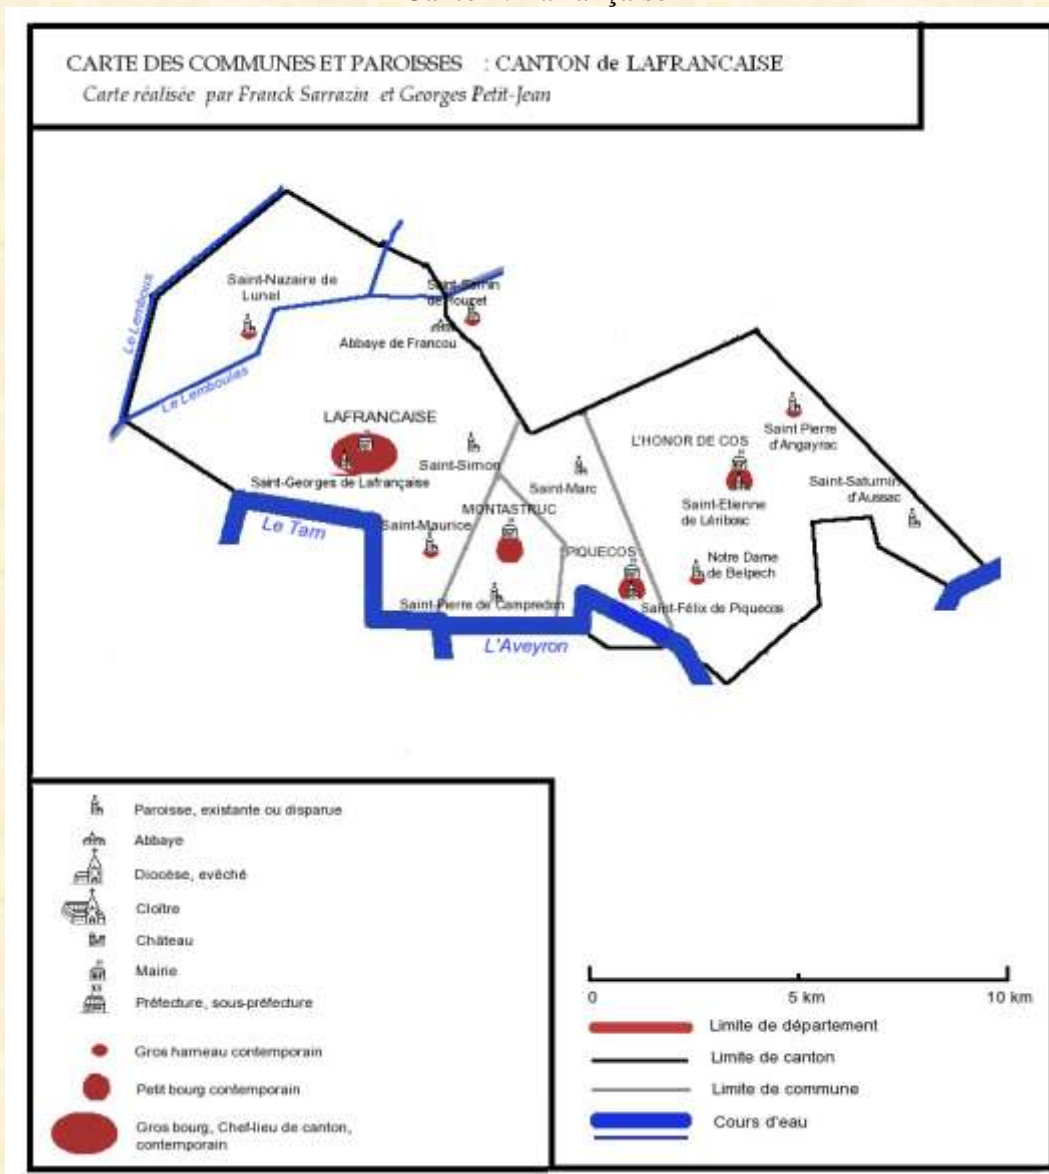 CARTE DES COMMUNES ET PAROISSES : CANTON de LAFRANCAISE
Carte réalisée par Franck Sarrazin et Georges Petit-Jean
Le Lembous
Saint-Nazaire de
Lunel
Abbaye de Francou
Le Lemboulas
LAFRANCAISE
Saint-Simon
Saint-Georges de Lafrançaise
Le Tarn
Saint-Maurice
MONTASTRUC
Saint-Marc
L'HONOR DE COS
Saint Pierre
d'Angayrac
Saint-Saturnin
d'Aussac
Saint-Etienne
de Léribosc
PIQUECOS
Notre Dame
de Belpech
Saint-Pierre de Campredon
Saint-Félix de Piquecos
L'Aveyron
Paroisse, existante ou disparue
Abbaye
Diocèse, evêché
Cloître
Château
Mairie
Préfecture, sous-préfecture
Gros hameau contemporain
Petit bourg contemporain
Gros bourg, Chef-lieu de canton,
contemporain
0 5 km 10 km
Limite de département
Limite de canton
Limite de commune
Cours d'eau